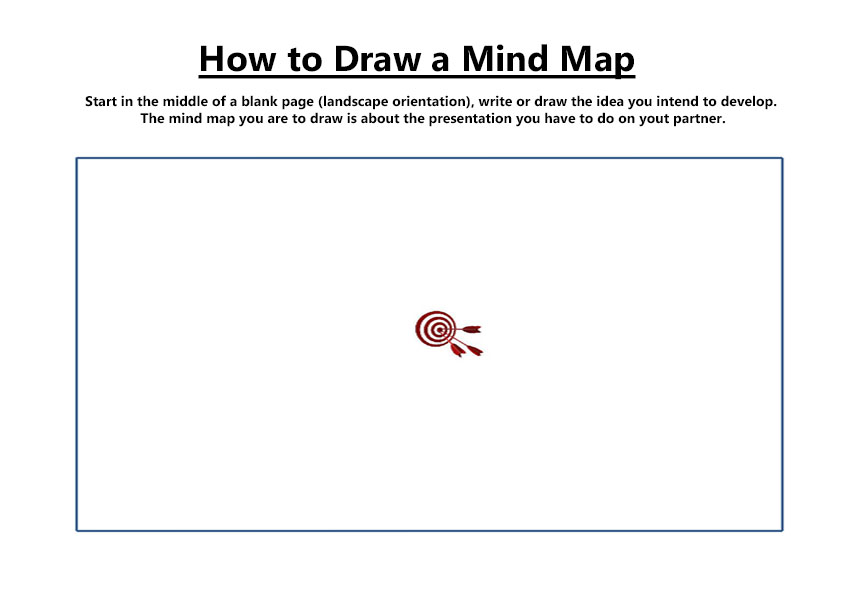 How to Draw a Mind Map
Start in the middle of a blank page (landscape orientation), write or draw the idea you intend to develop.
The mind map you are to draw is about the presentation you have to do on yout partner.